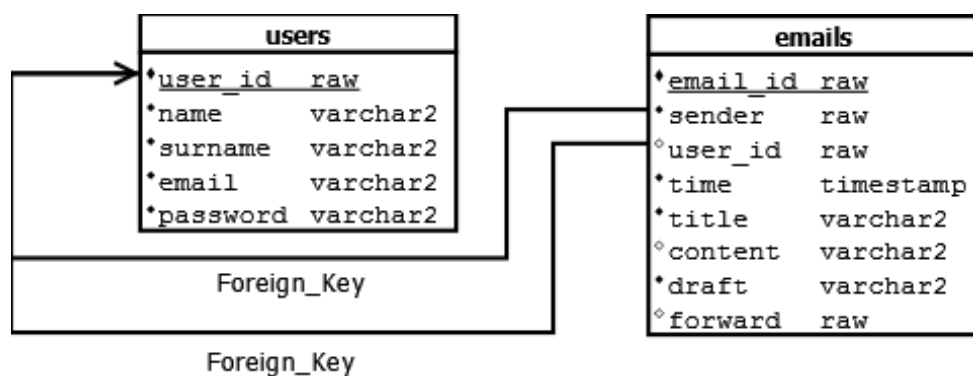 users
user_id raw
name varchar2
surname varchar2
email varchar2
password varchar2
emails
email_id raw
sender raw
user_id raw
time timestamp
title varchar2
content varchar2
draft varchar2
forward raw
Foreign_Key
Foreign_Key